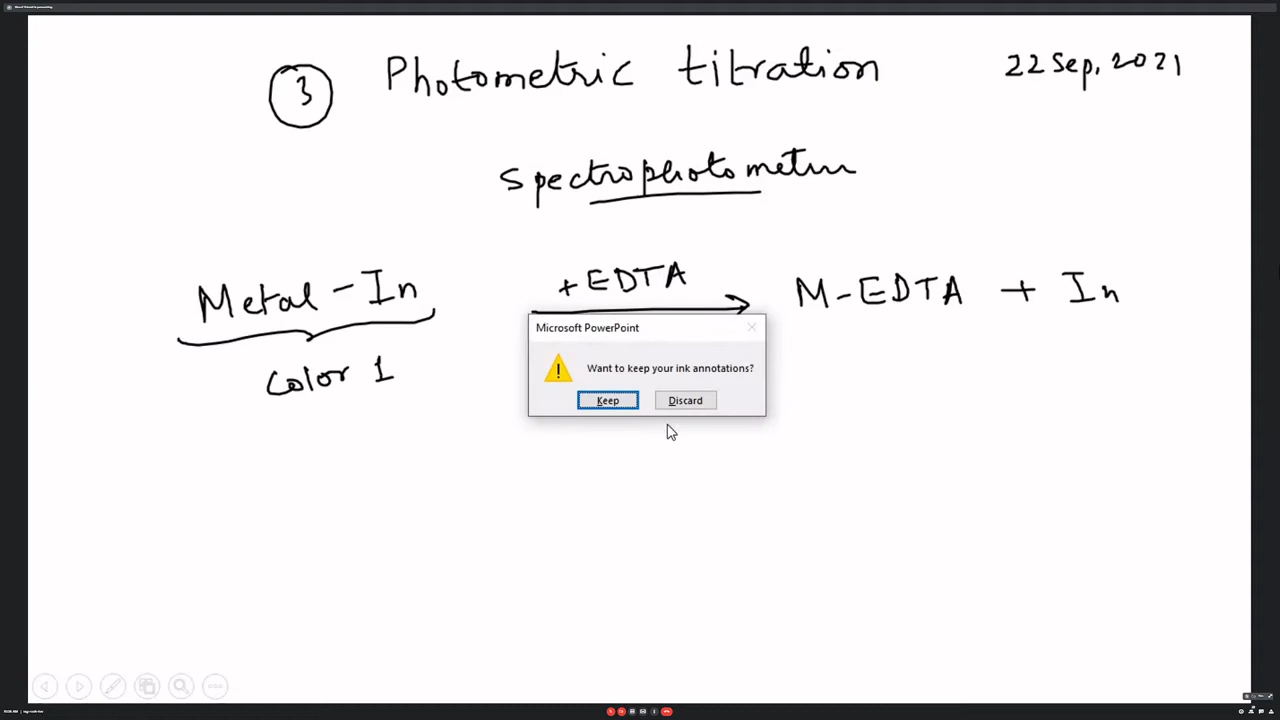 3 Photometric titration 22 Sep, 2021
Spectrophotometer
Metal - In + EDTA M-EDTA + In
Microsoft PowerPoint
Want to keep your ink annotations?
Keep Discard
Color 1